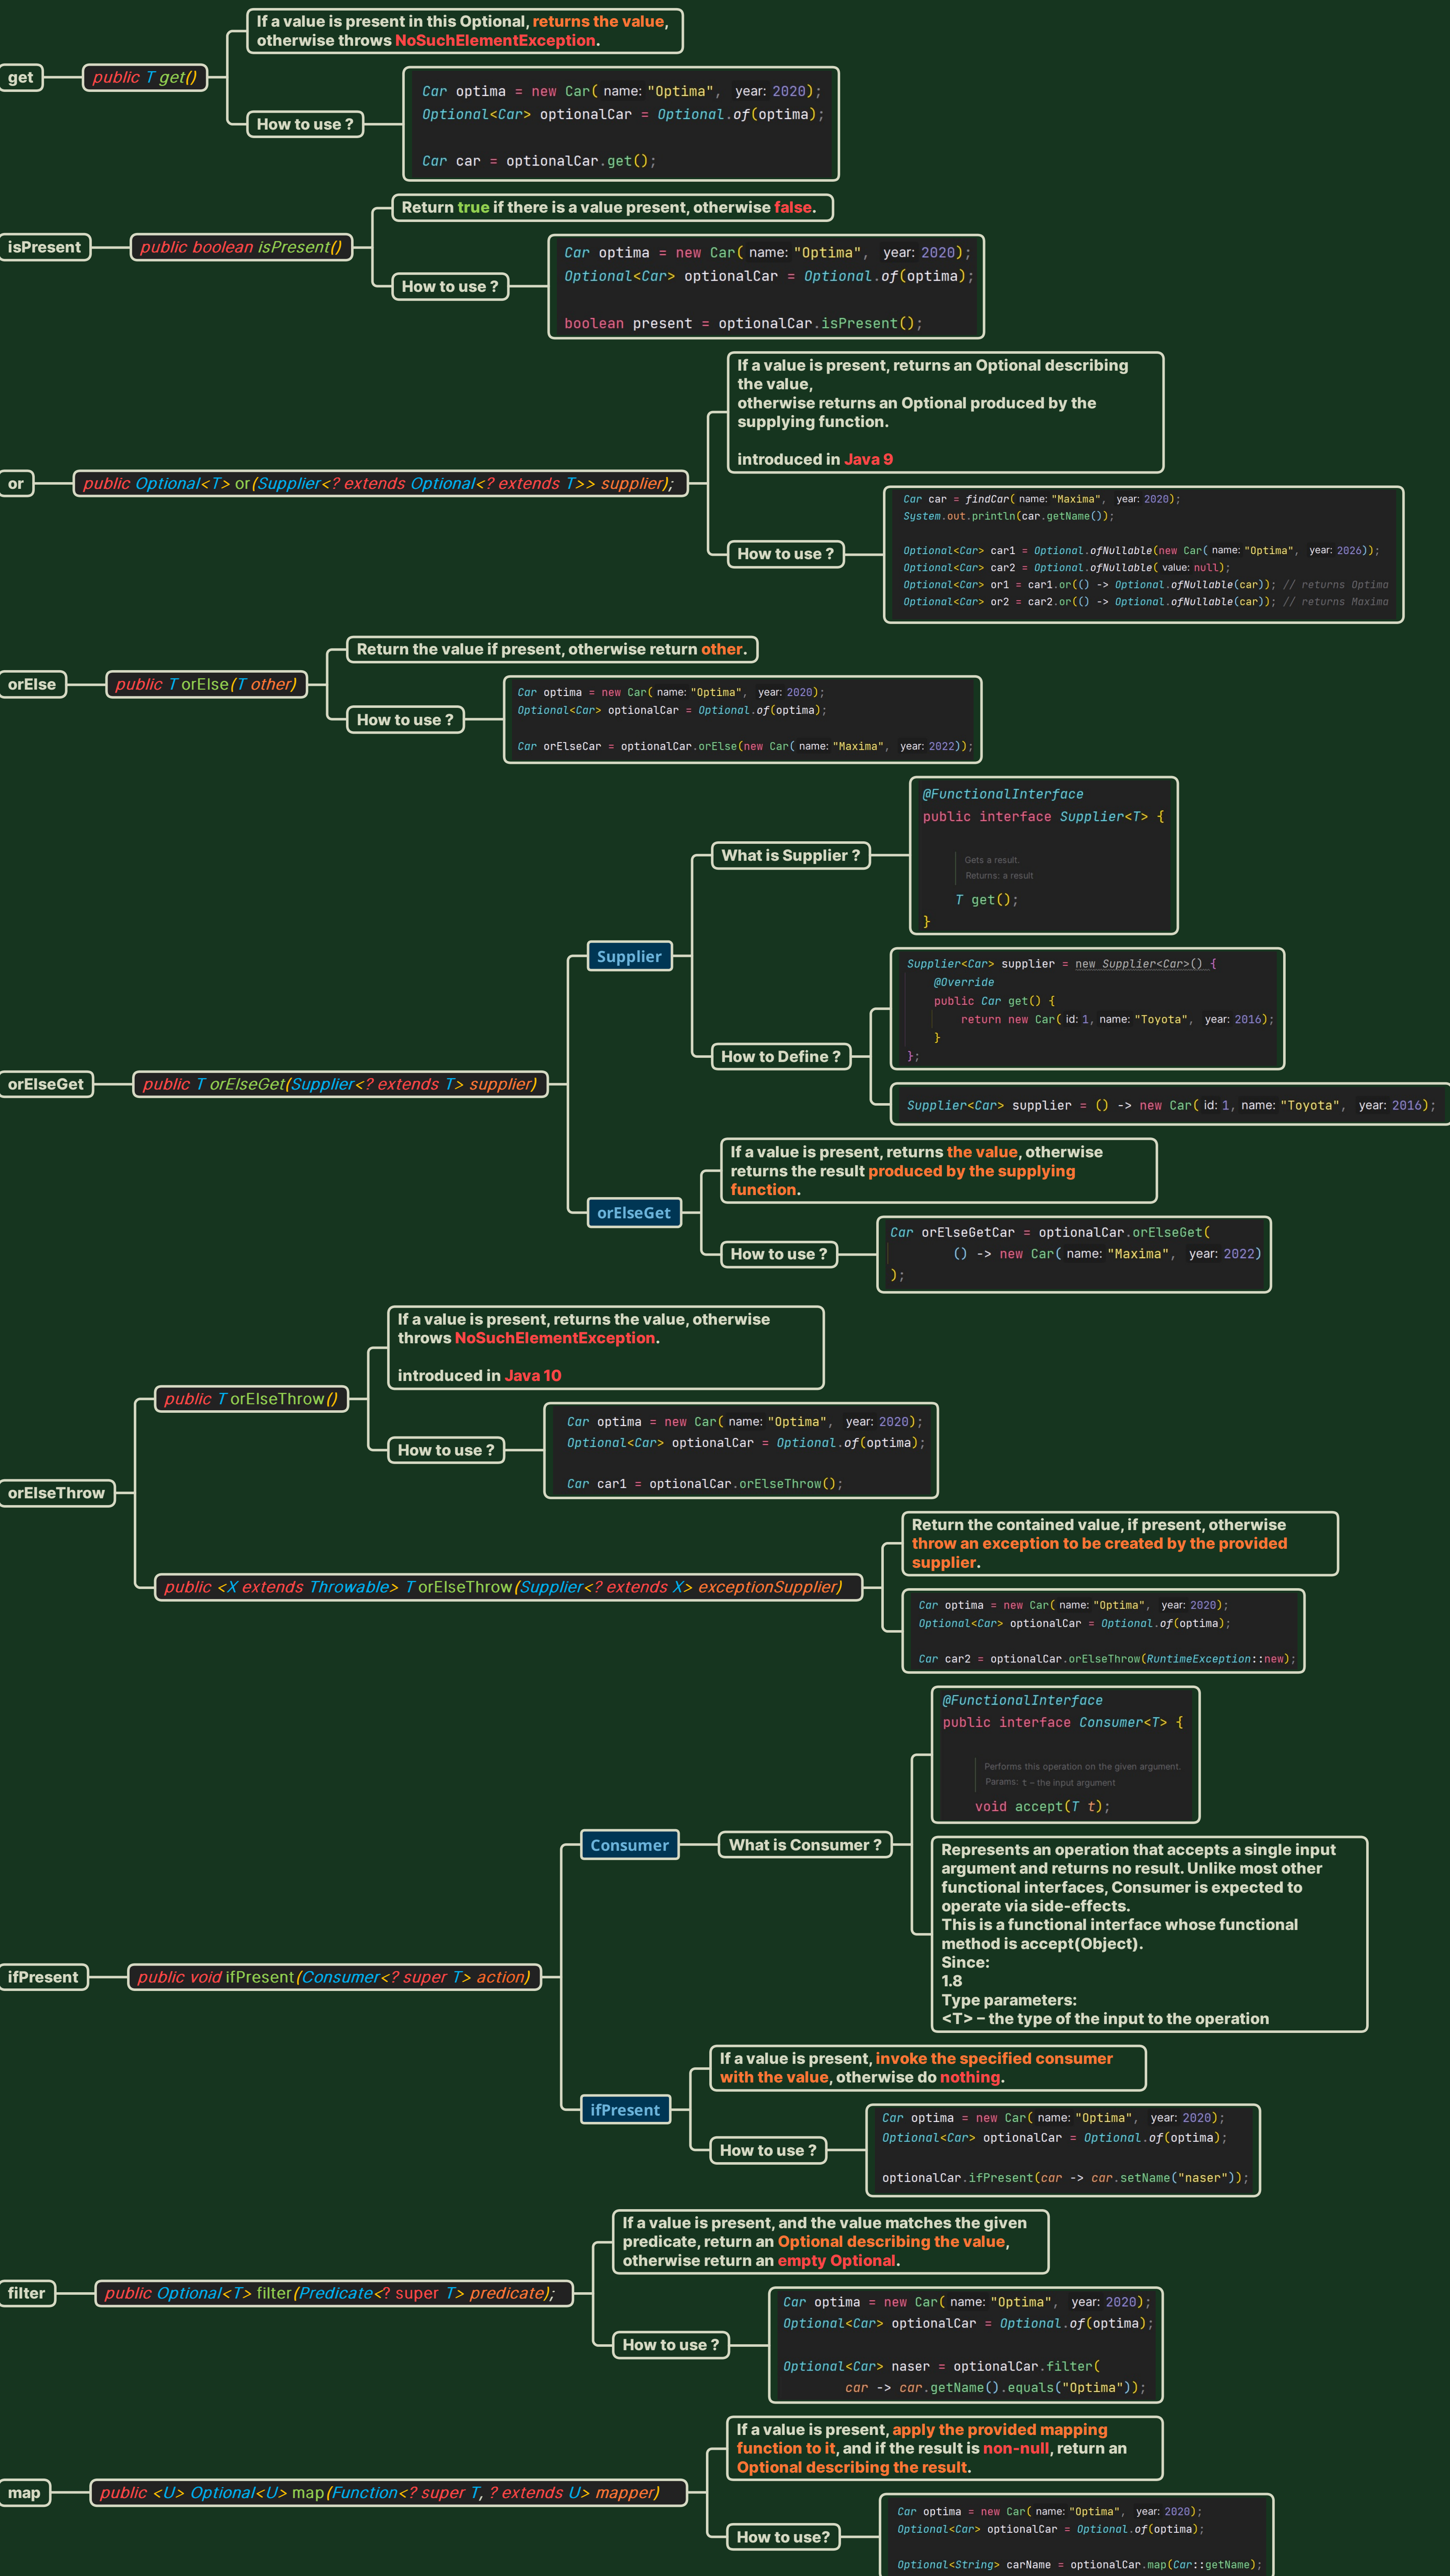 get
public T get()
If a value is present in this Optional, returns the value,
otherwise throws NoSuchElementException.
How to use ?
Car optima = new Car( name: "Optima", year: 2020);
Optional<Car> optionalCar = Optional.of(optima);
Car car = optionalCar.get();
isPresent
public boolean isPresent()
Return true if there is a value present, otherwise false.
How to use ?
Car optima = new Car( name: "Optima", year: 2020);
Optional<Car> optionalCar = Optional.of(optima);
boolean present = optionalCar.isPresent();
or
public Optional<T> or(Supplier<? extends Optional<? extends T>> supplier);
If a value is present, returns an Optional describing
the value,
otherwise returns an Optional produced by the
supplying function.
introduced in Java 9
How to use ?
Car car = findCar( name: "Maxima", year: 2020);
System.out.println(car.getName());
Optional<Car> car1 = Optional.ofNullable(new Car( name: "Optima", year: 2026));
Optional<Car> car2 = Optional.ofNullable( value: null);
Optional<Car> or1 = car1.or(() -> Optional.ofNullable(car)); // returns Optima
Optional<Car> or2 = car2.or(() -> Optional.ofNullable(car)); // returns Maxima
orElse
public T orElse(T other)
Return the value if present, otherwise return other.
How to use ?
Car optima = new Car( name: "Optima", year: 2020);
Optional<Car> optionalCar = Optional.of(optima);
Car orElseCar = optionalCar.orElse(new Car( name: "Maxima", year: 2022));
orElseGet
public T orElseGet(Supplier<? extends T> supplier)
Supplier
What is Supplier ?
@FunctionalInterface
public interface Supplier<T> {
Gets a result.
Returns: a result
T get();
}
How to Define ?
Supplier<Car> supplier = new Supplier<Car>() {
@Override
public Car get() {
return new Car( id: 1, name: "Toyota", year: 2016);
}
};
Supplier<Car> supplier = () -> new Car( id: 1, name: "Toyota", year: 2016);
orElseGet
If a value is present, returns the value, otherwise
returns the result produced by the supplying
function.
How to use ?
Car orElseGetCar = optionalCar.orElseGet(
() -> new Car( name: "Maxima", year: 2022)
);
orElseThrow
public T orElseThrow()
If a value is present, returns the value, otherwise
throws NoSuchElementException.
introduced in Java 10
How to use ?
Car optima = new Car( name: "Optima", year: 2020);
Optional<Car> optionalCar = Optional.of(optima);
Car car1 = optionalCar.orElseThrow();
public <X extends Throwable> T orElseThrow(Supplier<? extends X> exceptionSupplier)
Return the contained value, if present, otherwise
throw an exception to be created by the provided
supplier.
Car optima = new Car( name: "Optima", year: 2020);
Optional<Car> optionalCar = Optional.of(optima);
Car car2 = optionalCar.orElseThrow(RuntimeException::new);
ifPresent
public void ifPresent(Consumer<? super T> action)
Consumer
What is Consumer ?
@FunctionalInterface
public interface Consumer<T> {
Performs this operation on the given argument.
Params: t – the input argument
void accept(T t);
Represents an operation that accepts a single input
argument and returns no result. Unlike most other
functional interfaces, Consumer is expected to
operate via side-effects.
This is a functional interface whose functional
method is accept(Object).
Since:
1.8
Type parameters:
<T> – the type of the input to the operation
ifPresent
If a value is present, invoke the specified consumer
with the value, otherwise do nothing.
How to use ?
Car optima = new Car( name: "Optima", year: 2020);
Optional<Car> optionalCar = Optional.of(optima);
optionalCar.ifPresent(car -> car.setName("naser"));
filter
public Optional<T> filter(Predicate<? super T> predicate);
If a value is present, and the value matches the given
predicate, return an Optional describing the value,
otherwise return an empty Optional.
How to use ?
Car optima = new Car( name: "Optima", year: 2020);
Optional<Car> optionalCar = Optional.of(optima);
Optional<Car> naser = optionalCar.filter(
car -> car.getName().equals("Optima"));
map
public <U> Optional<U> map(Function<? super T, ? extends U> mapper)
If a value is present, apply the provided mapping
function to it, and if the result is non-null, return an
Optional describing the result.
How to use?
Car optima = new Car( name: "Optima", year: 2020);
Optional<Car> optionalCar = Optional.of(optima);
Optional<String> carName = optionalCar.map(Car::getName);